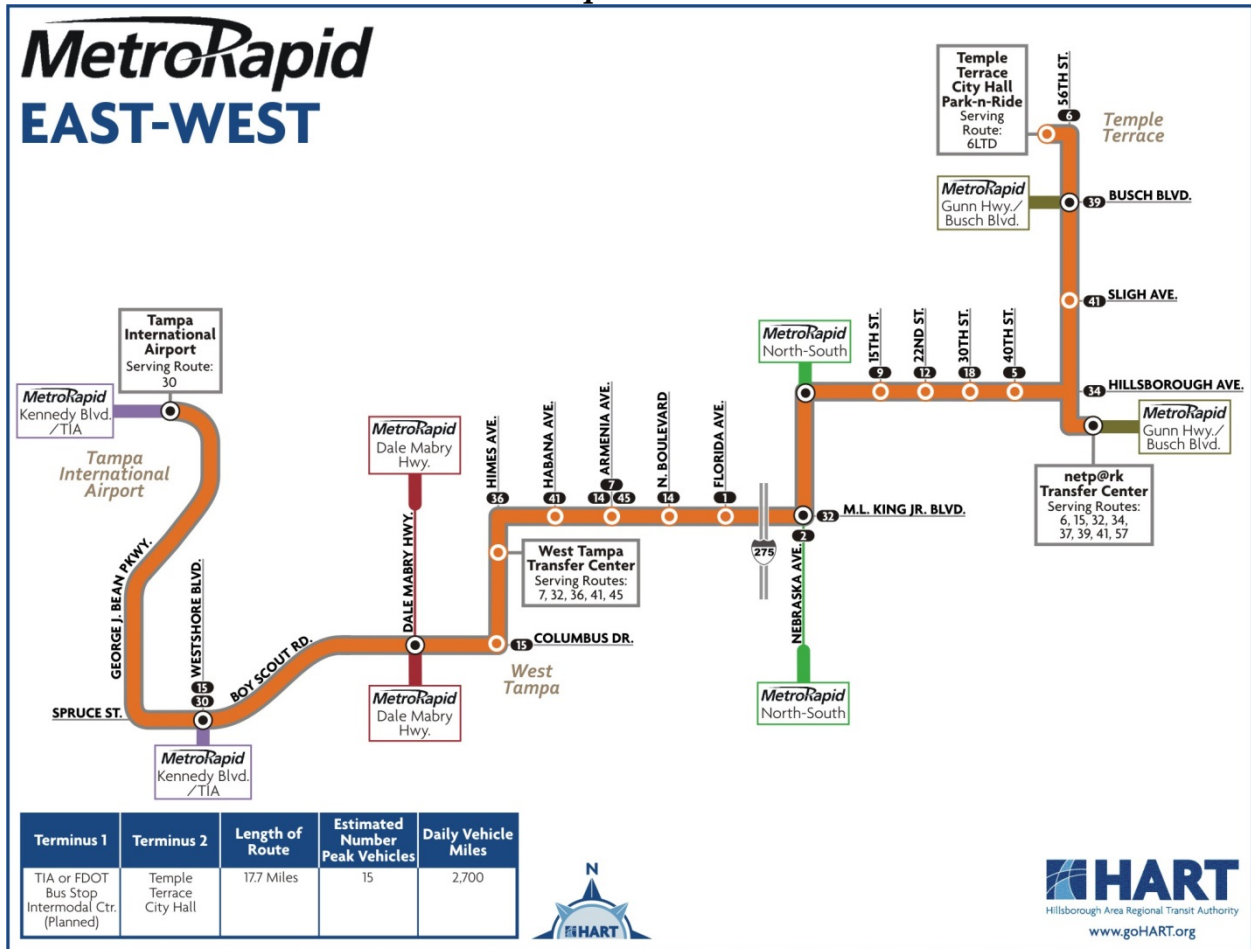 MetroRapid
EAST-WEST
Temple
Terrace
City Hall
Park-n-Ride
Serving
Route:
6LTD
56TH ST.
6
Temple
Terrace
MetroRapid
Gunn Hwy./
Busch Blvd.
39 BUSCH BLVD.
41 SLIGH AVE.
Tampa
International
Airport
Serving Route:
30
MetroRapid
Kennedy Blvd.
/TIA
Tampa
International
Airport
GEORGE J. BEAN PKWY.
SPRUCE ST.
WESTSHORE BLVD.
15
30
MetroRapid
Kennedy Blvd.
/TIA
BOY SCOUT RD.
MetroRapid
Dale Mabry
Hwy.
DALE MABRY HWY.
MetroRapid
Dale Mabry
Hwy.
15 COLUMBUS DR.
West
Tampa
West Tampa
Transfer Center
Serving Routes:
7, 32, 36, 41, 45
HIMES AVE.
36
HABANA AVE.
41
ARMENIA AVE.
7
14 45
N. BOULEVARD
14
FLORIDA AVE.
1
275
MetroRapid
North-South
32 M.L. KING JR. BLVD.
2
NEBRASKA AVE.
MetroRapid
North-South
15TH ST.
9
22ND ST.
12
30TH ST.
18
40TH ST.
5
34 HILLSBOROUGH AVE.
MetroRapid
Gunn Hwy./
Busch Blvd.
netp@rk
Transfer Center
Serving Routes:
6, 15, 32, 34,
37, 39, 41, 57
Terminus 1 Terminus 2 Length of Route Estimated Number Peak Vehicles Daily Vehicle Miles
TIA or FDOT Bus Stop Intermodal Ctr. (Planned) Temple Terrace City Hall 17.7 Miles 15 2,700
N
HART
HART
Hillsborough Area Regional Transit Authority
www.goHART.org